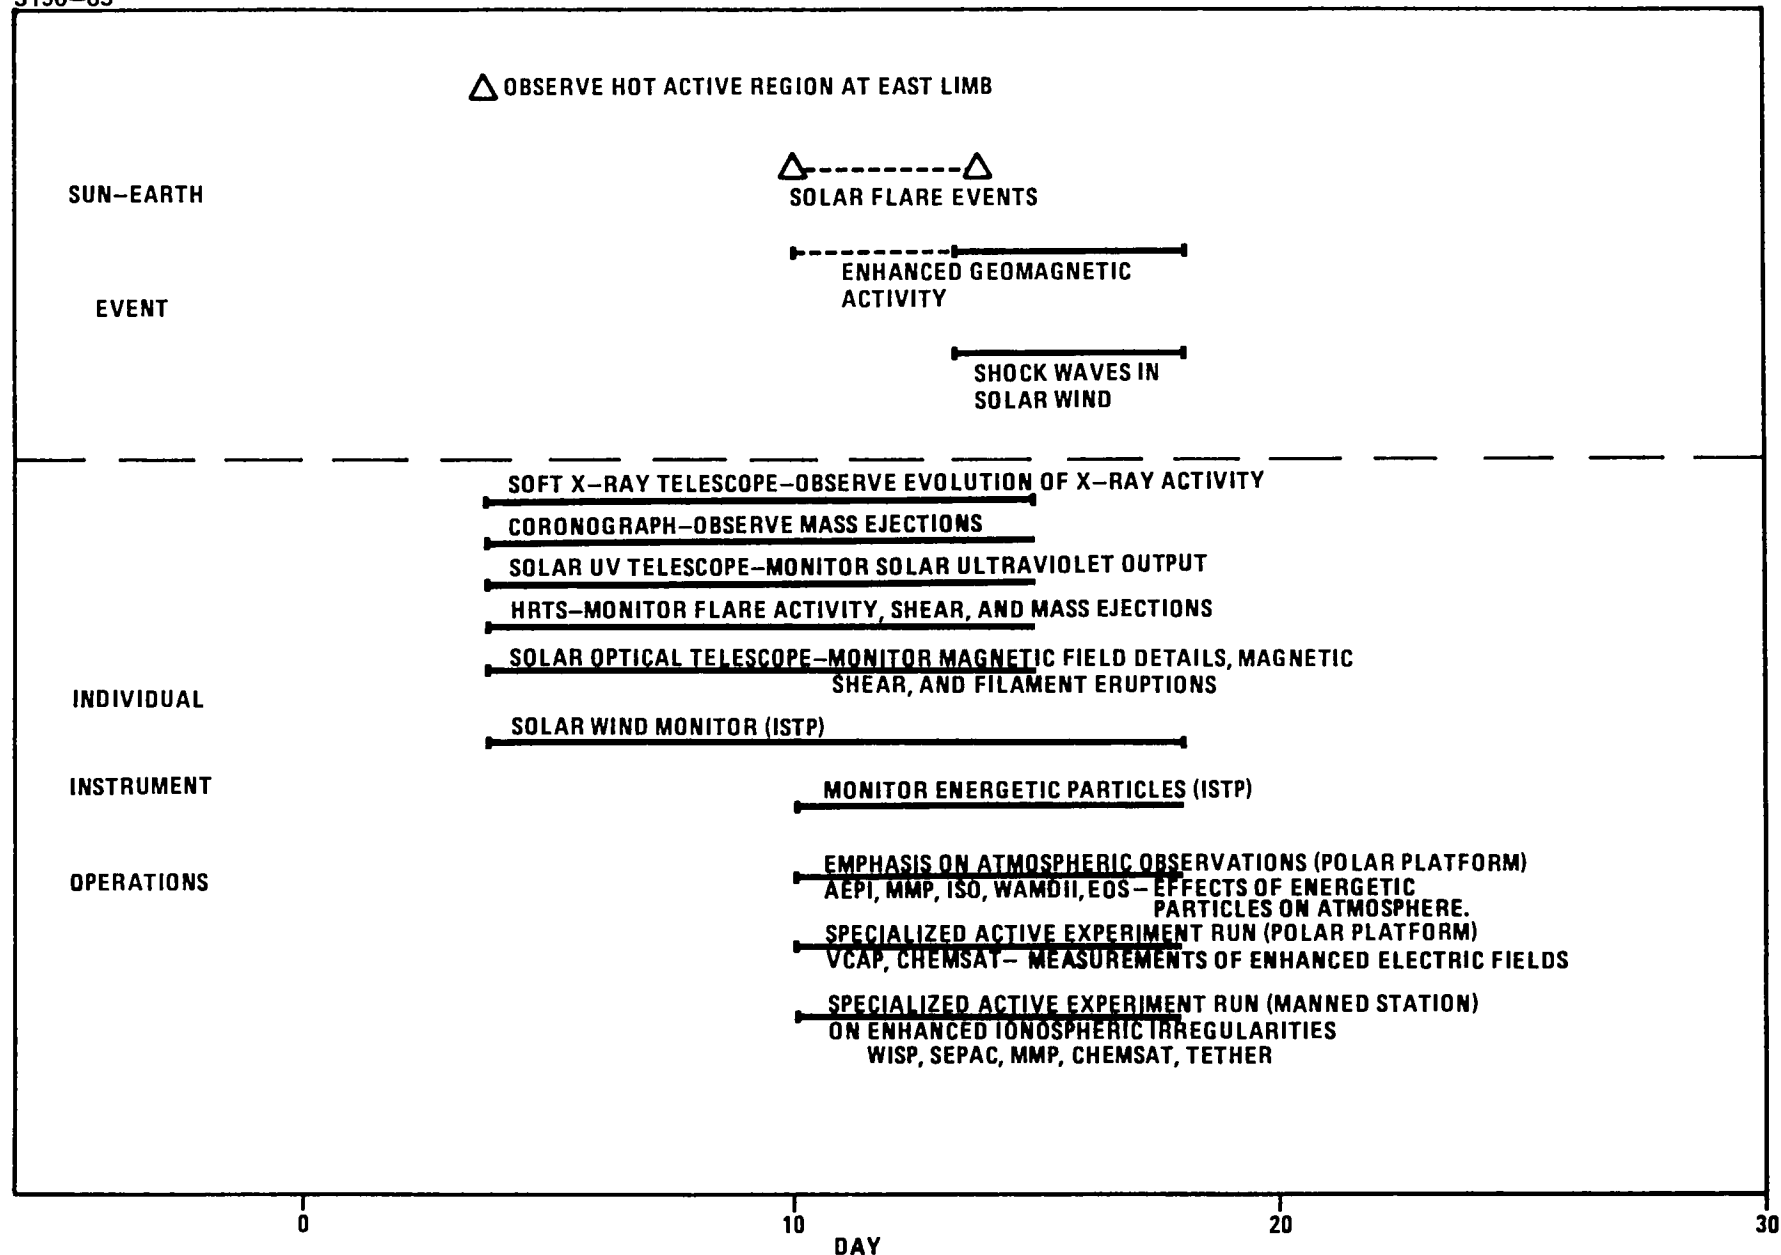 OBSERVE HOT ACTIVE REGION AT EAST LIMB
SUN–EARTH
SOLAR FLARE EVENTS
ENHANCED GEOMAGNETIC
ACTIVITY
EVENT
SHOCK WAVES IN
SOLAR WIND
SOFT X–RAY TELESCOPE–OBSERVE EVOLUTION OF X–RAY ACTIVITY
CORONOGRAPH–OBSERVE MASS EJECTIONS
SOLAR UV TELESCOPE–MONITOR SOLAR ULTRAVIOLET OUTPUT
HRTS–MONITOR FLARE ACTIVITY, SHEAR, AND MASS EJECTIONS
SOLAR OPTICAL TELESCOPE–MONITOR MAGNETIC FIELD DETAILS, MAGNETIC
SHEAR, AND FILAMENT ERUPTIONS
INDIVIDUAL
SOLAR WIND MONITOR (ISTP)
INSTRUMENT
MONITOR ENERGETIC PARTICLES (ISTP)
OPERATIONS
EMPHASIS ON ATMOSPHERIC OBSERVATIONS (POLAR PLATFORM)
AEPI, MMP, ISO, WAMDII, EOS– EFFECTS OF ENERGETIC
PARTICLES ON ATMOSPHERE.
SPECIALIZED ACTIVE EXPERIMENT RUN (POLAR PLATFORM)
VCAP, CHEMSAT– MEASUREMENTS OF ENHANCED ELECTRIC FIELDS
SPECIALIZED ACTIVE EXPERIMENT RUN (MANNED STATION)
ON ENHANCED IONOSPHERIC IRREGULARITIES
WISP, SEPAC, MMP, CHEMSAT, TETHER
0 10 20 30
DAY